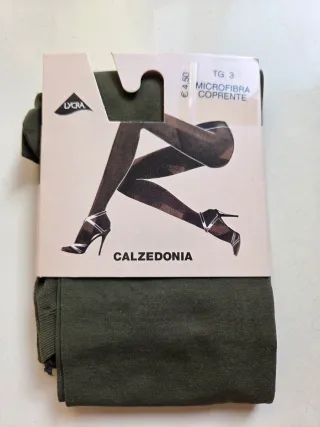 LYCRA
€ 4,50
TG. 3
MICROFIBRA
COPRENTE
CALZEDONIA